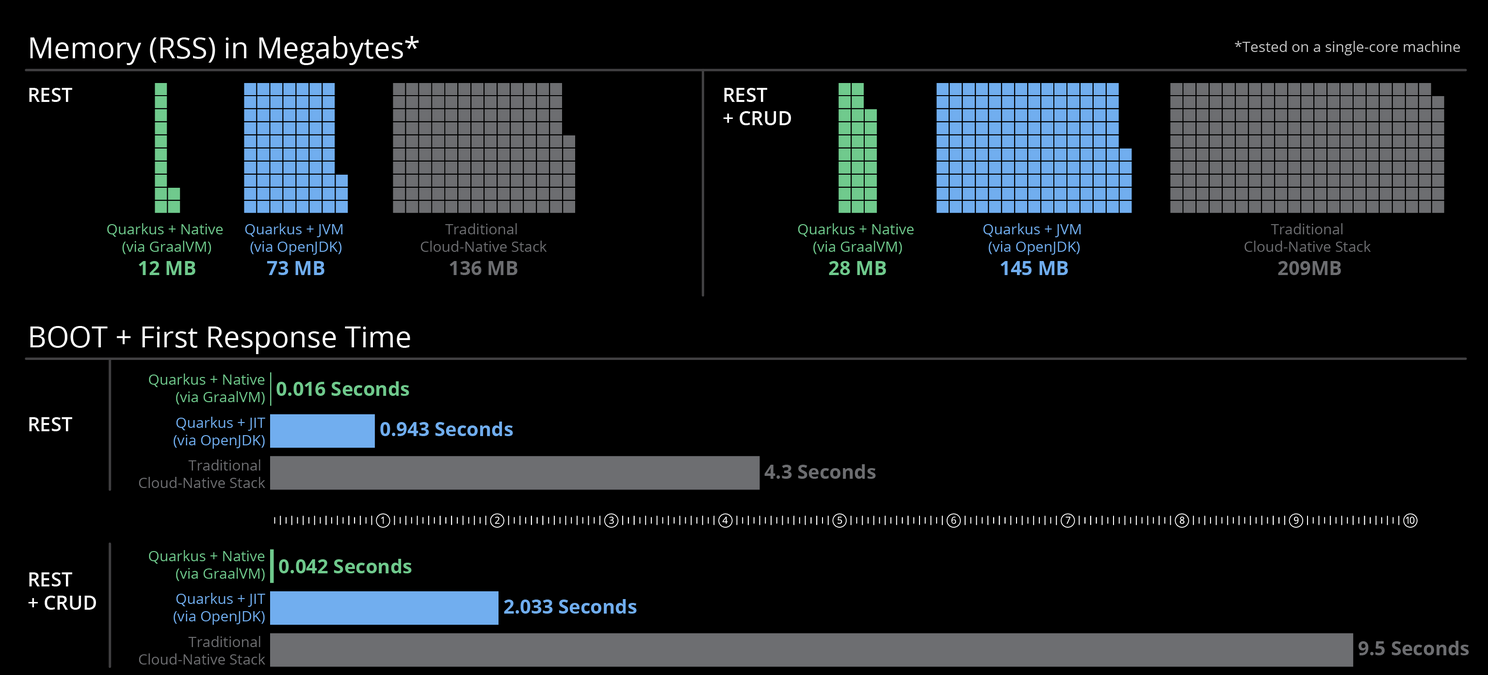 Memory (RSS) in Megabytes*
*Tested on a single-core machine
REST
Quarkus + Native
(via GraalVM)
12 MB
Quarkus + JVM
(via OpenJDK)
73 MB
Traditional
Cloud-Native Stack
136 MB
REST
+ CRUD
Quarkus + Native
(via GraalVM)
28 MB
Quarkus + JVM
(via OpenJDK)
145 MB
Traditional
Cloud-Native Stack
209MB
BOOT + First Response Time
REST
Quarkus + Native
(via GraalVM)
0.016 Seconds
Quarkus + JIT
(via OpenJDK)
0.943 Seconds
Traditional
Cloud-Native Stack
4.3 Seconds
1 2 3 4 5 6 7 8 9 10
REST
+ CRUD
Quarkus + Native
(via GraalVM)
0.042 Seconds
Quarkus + JIT
(via OpenJDK)
2.033 Seconds
Traditional
Cloud-Native Stack
9.5 Seconds